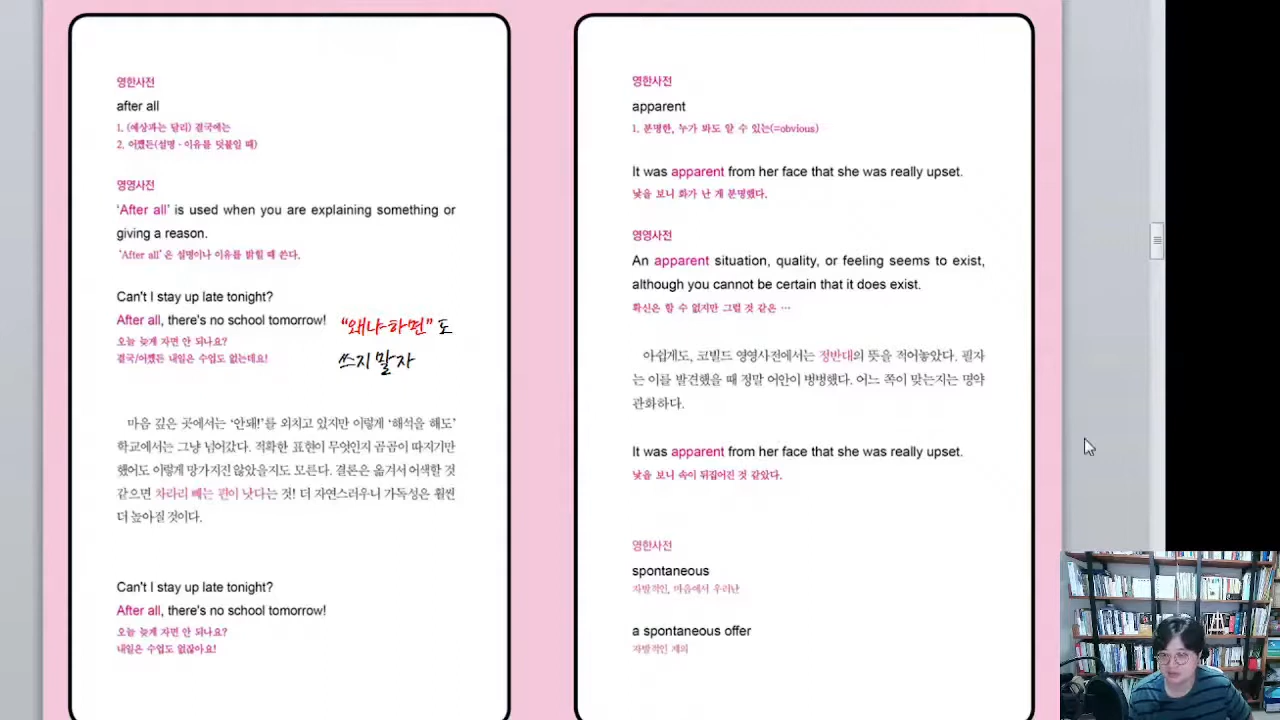 영한사전
after all
1. (예상과는 달리) 결국에는
2. 어쨌든(설명 · 이유를 덧붙일 때)
영영사전
‘After all’ is used when you are explaining something or
giving a reason.
‘After all’은 설명이나 이유를 밝힐 때 쓴다.
Can't I stay up late tonight?
After all, there's no school tomorrow!
오늘 늦게 자면 안 되나요?
결국/어쨌든 내일은 수업도 없는데요!
“왜냐하면”도
쓰지 말자
마음 깊은 곳에서는 ‘안돼!’를 외치고 있지만 이렇게 ‘해석을 해도’
학교에서는 그냥 넘어갔다. 적확한 표현이 무엇인지 곰곰이 따지기만
했어도 이렇게 망가지진 않았을지도 모른다. 결론은 옮겨서 어색할 것
같으면 차라리 빼는 편이 낫다는 것! 더 자연스러우니 가독성은 훨씬
더 높아질 것이다.
Can't I stay up late tonight?
After all, there's no school tomorrow!
오늘 늦게 자면 안 되나요?
내일은 수업도 없잖아요!
영한사전
apparent
1. 분명한, 누가 봐도 알 수 있는(=obvious)
It was apparent from her face that she was really upset.
낯을 보니 화가 난 게 분명했다.
영영사전
An apparent situation, quality, or feeling seems to exist,
although you cannot be certain that it does exist.
확신은 할 수 없지만 그럴 것 같은 …
아쉽게도, 코빌드 영영사전에서는 정반대의 뜻을 적어놓았다. 필자
는 이를 발견했을 때 정말 어안이 벙벙했다. 어느 쪽이 맞는지는 명약
관화하다.
It was apparent from her face that she was really upset.
낯을 보니 속이 뒤집어진 것 같았다.
영한사전
spontaneous
자발적인, 마음에서 우러난
a spontaneous offer
자발적인 제의